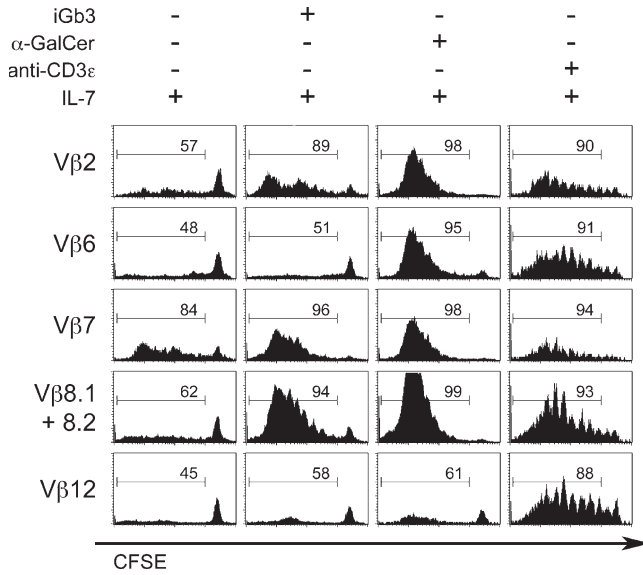 iGb3 - + - -
α-GalCer - - + -
anti-CD3ε - - - +
IL-7 + + + +
Vβ2 57 89 98 90
Vβ6 48 51 95 91
Vβ7 84 96 98 94
Vβ8.1 + 8.2 62 94 99 93
Vβ12 45 58 61 88
CFSE